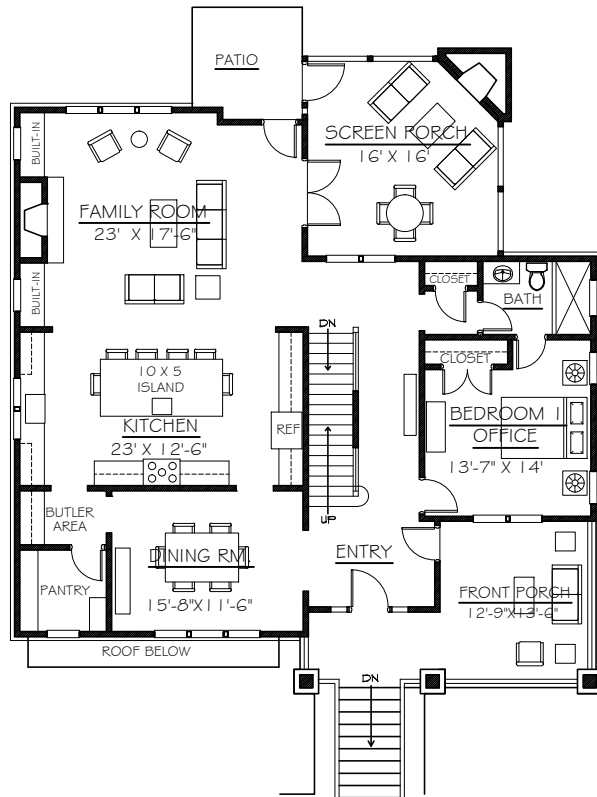 PATIO
SCREEN PORCH
16' X 16'
BUILT-IN
FAMILY ROOM
23' X 17'-6"
BUILT-IN
CLOSET
BATH
DN
CLOSET
10 X 5
ISLAND
KITCHEN
23' X 12'-6"
REF
BEDROOM 1
OFFICE
13'-7" X 14'
UP
BUTLER
AREA
DINING RM.
15'-8"X11'-6"
ENTRY
PANTRY
FRONT PORCH
12'-9"X13'-6"
ROOF BELOW
DN